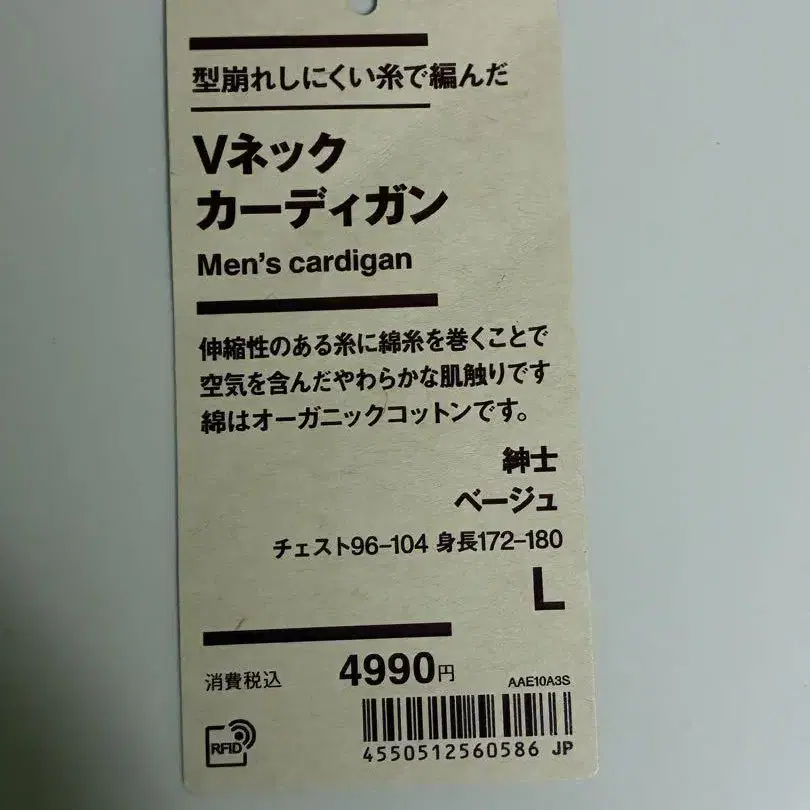 型崩れしにくい糸で編んだ
Vネック
カーディガン
Men's cardigan
伸縮性のある糸に綿糸を巻くことで
空気を含んだやわらかな肌触りです
綿はオーガニックコットンです。
紳士
ベージュ
チェスト96-104 身長172-180
L
消費税込 4990円
AAE10A3S
RFID
4550512560586 JP